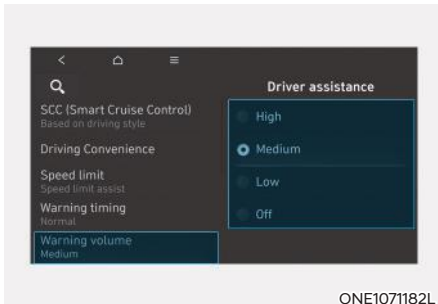 Driver assistance
SCC (Smart Cruise Control)
Based on driving style
Driving Convenience
Speed limit
Speed limit assist
Warning timing
Normal
Warning volume
Medium
High
Medium
Low
Off
ONE1071182L